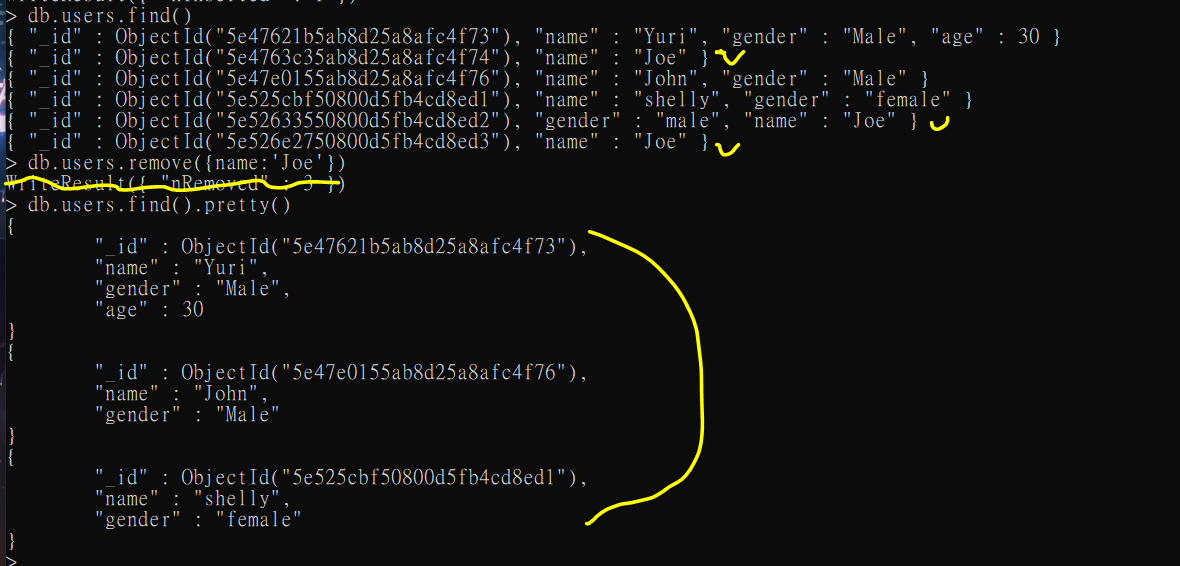 > db.users.find()
{ "_id" : ObjectId("5e47621b5ab8d25a8afc4f73"), "name" : "Yuri", "gender" : "Male", "age" : 30 }
{ "_id" : ObjectId("5e4763c35ab8d25a8afc4f74"), "name" : "Joe" }
{ "_id" : ObjectId("5e47e0155ab8d25a8afc4f76"), "name" : "John", "gender" : "Male" }
{ "_id" : ObjectId("5e525cbf50800d5fb4cd8ed1"), "name" : "shelly", "gender" : "female" }
{ "_id" : ObjectId("5e52633550800d5fb4cd8ed2"), "gender" : "male", "name" : "Joe" }
{ "_id" : ObjectId("5e526e2750800d5fb4cd8ed3"), "name" : "Joe" }
> db.users.remove({name:'Joe'})
WriteResult({ "nRemoved" : 3 })
> db.users.find().pretty()
{
"_id" : ObjectId("5e47621b5ab8d25a8afc4f73"),
"name" : "Yuri",
"gender" : "Male",
"age" : 30
}
{
"_id" : ObjectId("5e47e0155ab8d25a8afc4f76"),
"name" : "John",
"gender" : "Male"
}
{
"_id" : ObjectId("5e525cbf50800d5fb4cd8ed1"),
"name" : "shelly",
"gender" : "female"
}
>